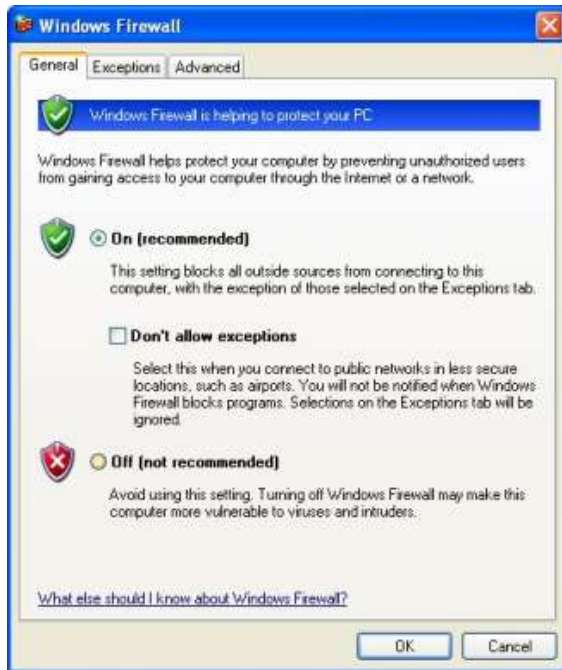 Windows Firewall
General Exceptions Advanced
Windows Firewall is helping to protect your PC
Windows Firewall helps protect your computer by preventing unauthorized users
from gaining access to your computer through the Internet or a network.
On (recommended)
This setting blocks all outside sources from connecting to this
computer, with the exception of those selected on the Exceptions tab.
Don't allow exceptions
Select this when you connect to public networks in less secure
locations, such as airports. You will not be notified when Windows
Firewall blocks programs. Selections on the Exceptions tab will be
ignored.
Off (not recommended)
Avoid using this setting. Turning off Windows Firewall may make this
computer more vulnerable to viruses and intruders.
What else should I know about Windows Firewall?
OK Cancel